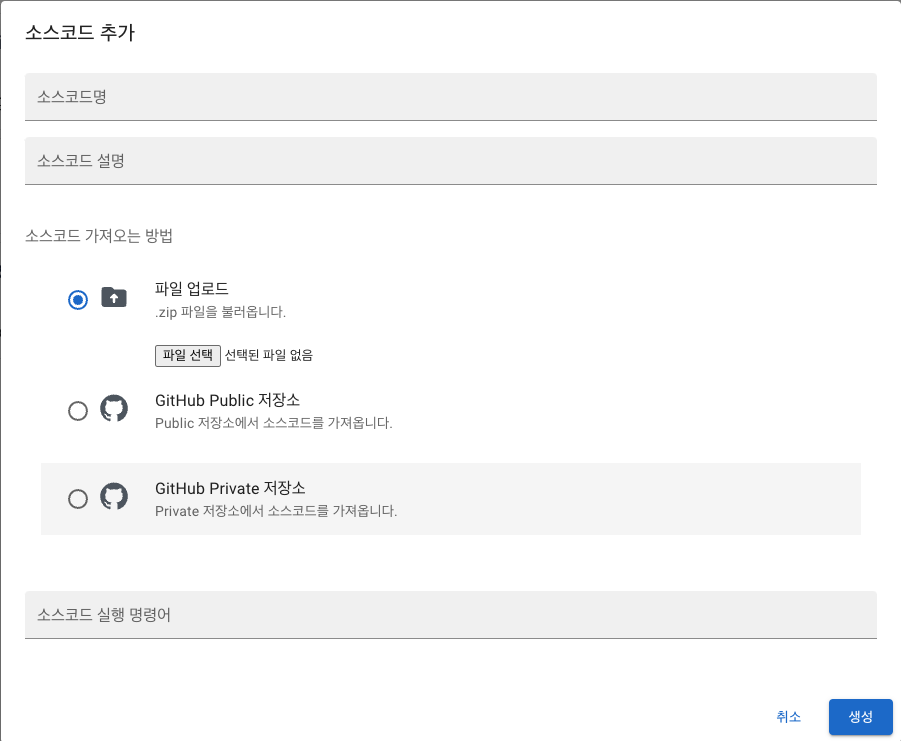 소스코드 추가
소스코드명
소스코드 설명
소스코드 가져오는 방법
파일 업로드
.zip 파일을 불러옵니다.
파일 선택 선택된 파일 없음
GitHub Public 저장소
Public 저장소에서 소스코드를 가져옵니다.
GitHub Private 저장소
Private 저장소에서 소스코드를 가져옵니다.
소스코드 실행 명령어
취소 생성